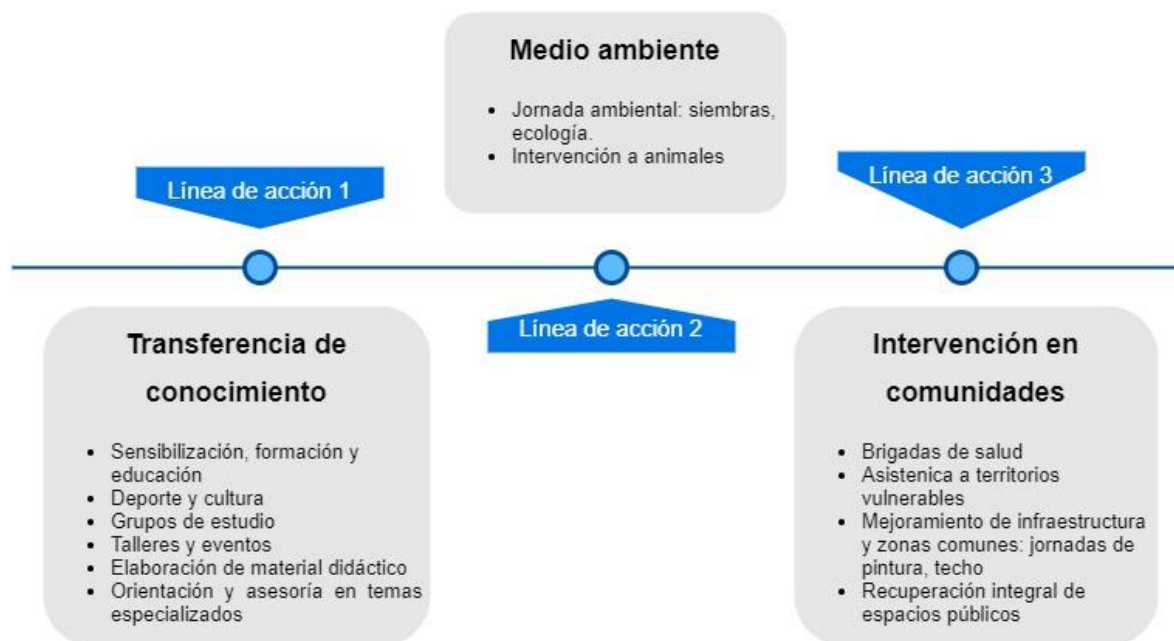 Medio ambiente
• Jornada ambiental: siembras,
ecología.
• Intervención a animales
Línea de acción 1
Línea de acción 3
Línea de acción 2
Transferencia de
conocimiento
• Sensibilización, formación y
educación
• Deporte y cultura
• Grupos de estudio
• Talleres y eventos
• Elaboración de material didáctico
• Orientación y asesoría en temas
especializados
Intervención en
comunidades
• Brigadas de salud
• Asistenica a territorios
vulnerables
• Mejoramiento de infraestructura
y zonas comunes: jornadas de
pintura, techo
• Recuperación integral de
espacios públicos